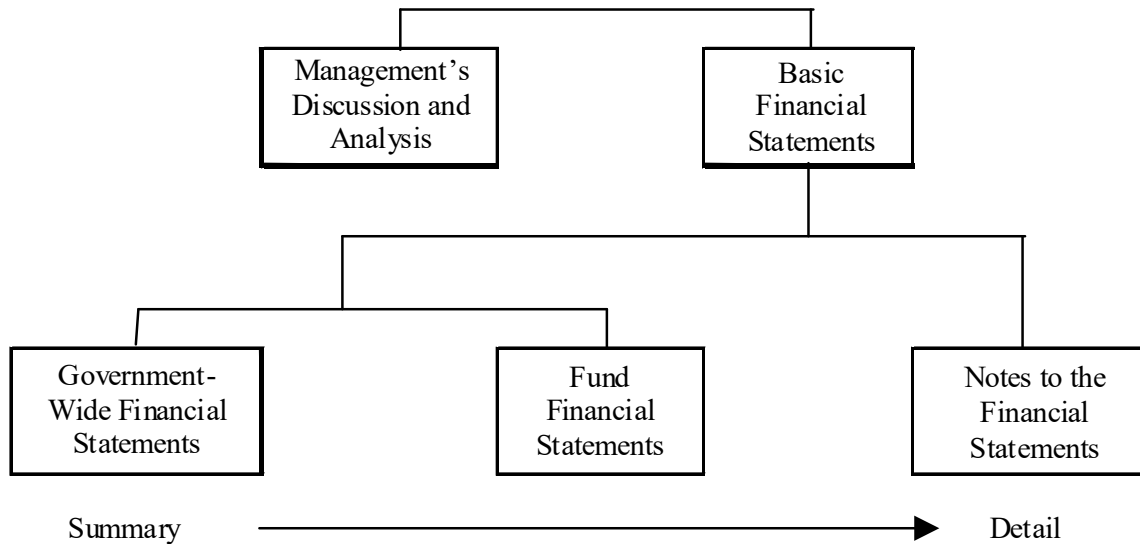 Management’s
Discussion and
Analysis
Basic
Financial
Statements
Government-
Wide Financial
Statements
Fund
Financial
Statements
Notes to the
Financial
Statements
Summary
Detail